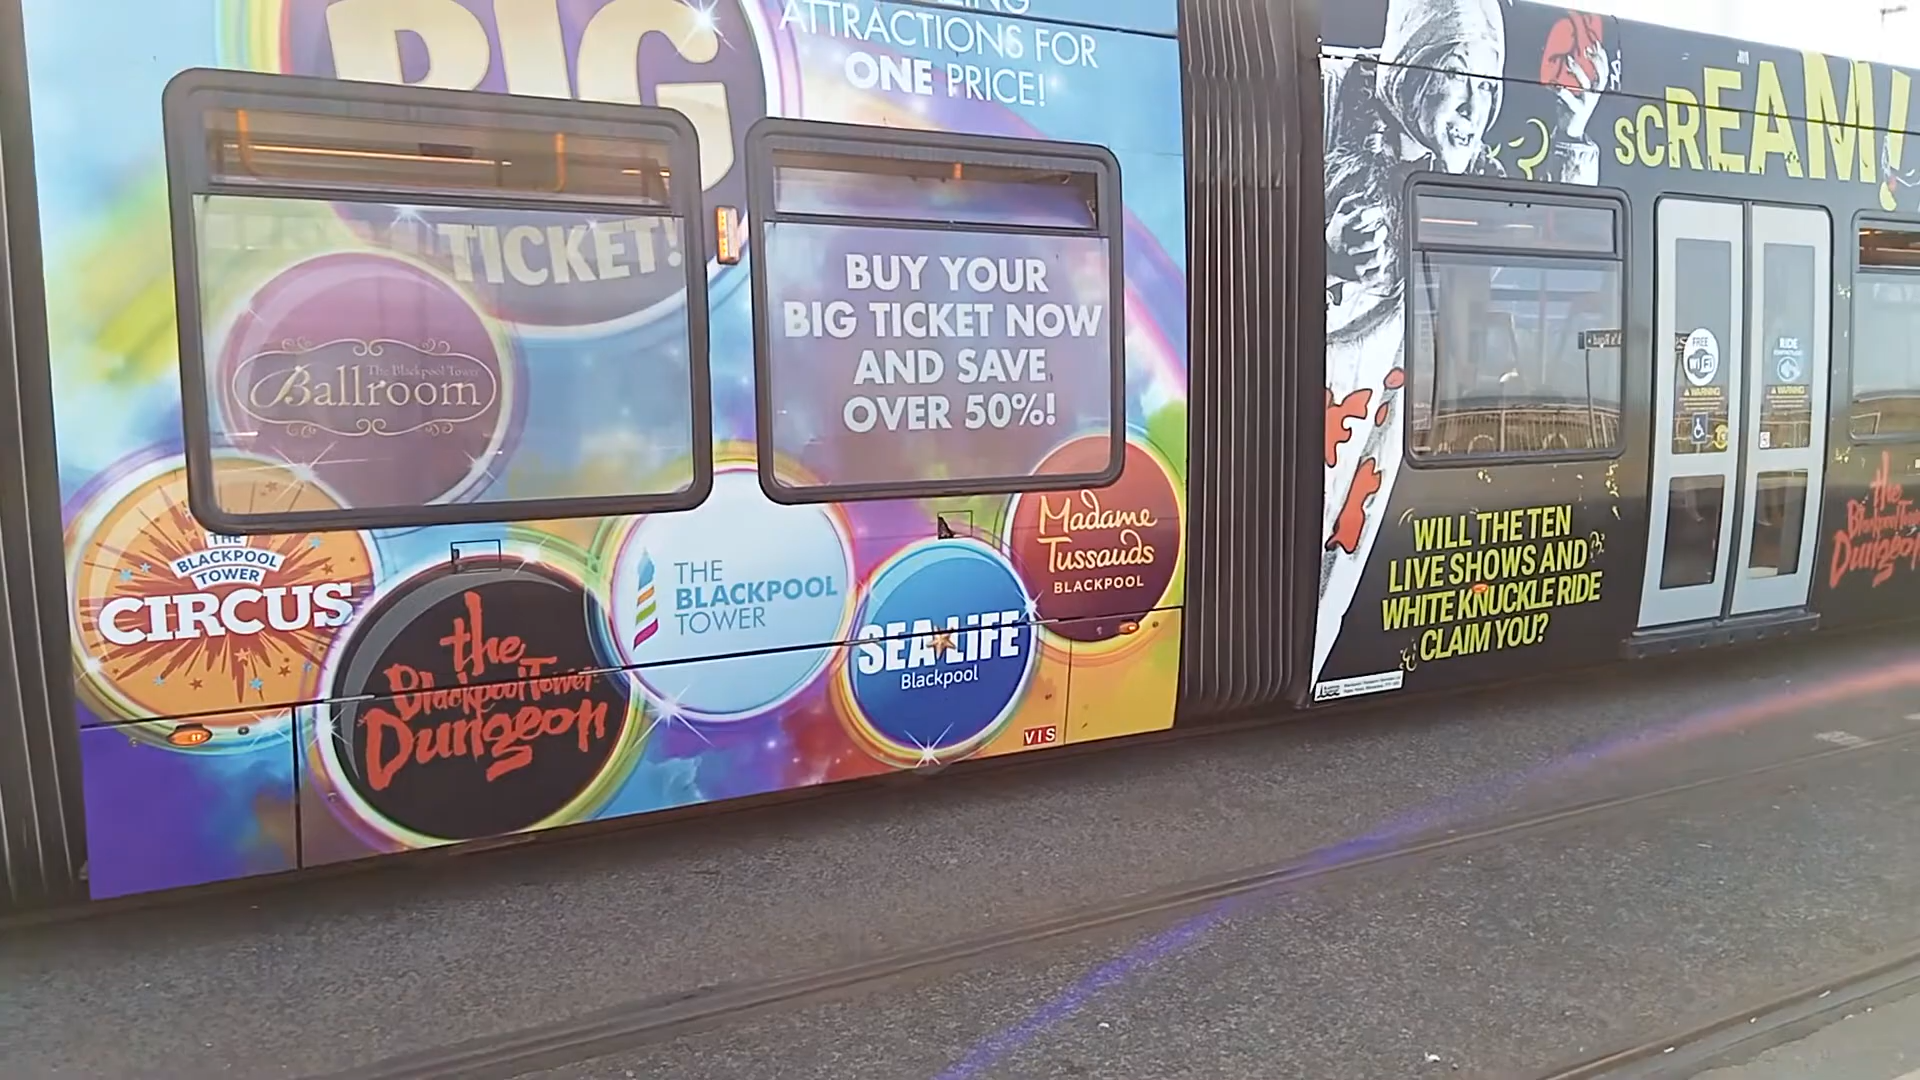 BIG
TICKET!
ATTRACTIONS FOR
ONE PRICE!
BUY YOUR
BIG TICKET NOW
AND SAVE
OVER 50%!
The Blackpool Tower
Ballroom
THE
BLACKPOOL
TOWER
CIRCUS
the
Blackpool Tower
Dungeon
THE
BLACKPOOL
TOWER
SEA LIFE
Blackpool
Madame
Tussauds
BLACKPOOL
VIS
SCREAM!
WILL THE TEN
LIVE SHOWS AND
WHITE KNUCKLE RIDE
CLAIM YOU?
FREE
WiFi
WARNING
RIDE
WARNING
the
Blackpool Tower
Dungeon